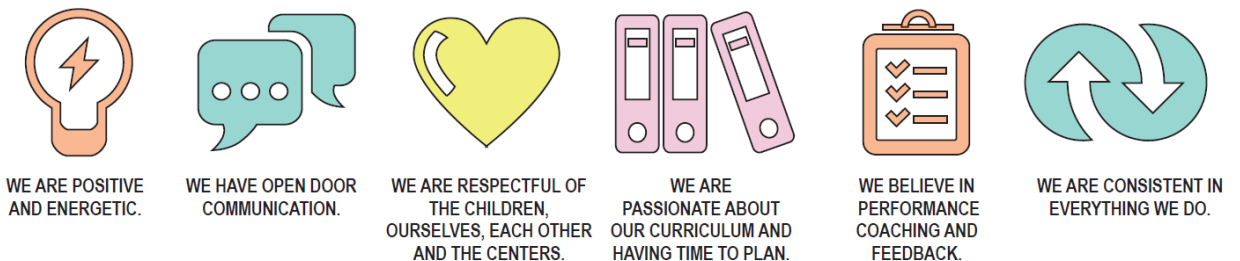 WE ARE POSITIVE
AND ENERGETIC.
WE HAVE OPEN DOOR
COMMUNICATION.
WE ARE RESPECTFUL OF
THE CHILDREN,
OURSELVES, EACH OTHER
AND THE CENTERS.
WE ARE
PASSIONATE ABOUT
OUR CURRICULUM AND
HAVING TIME TO PLAN.
WE BELIEVE IN
PERFORMANCE
COACHING AND
FEEDBACK.
WE ARE CONSISTENT IN
EVERYTHING WE DO.